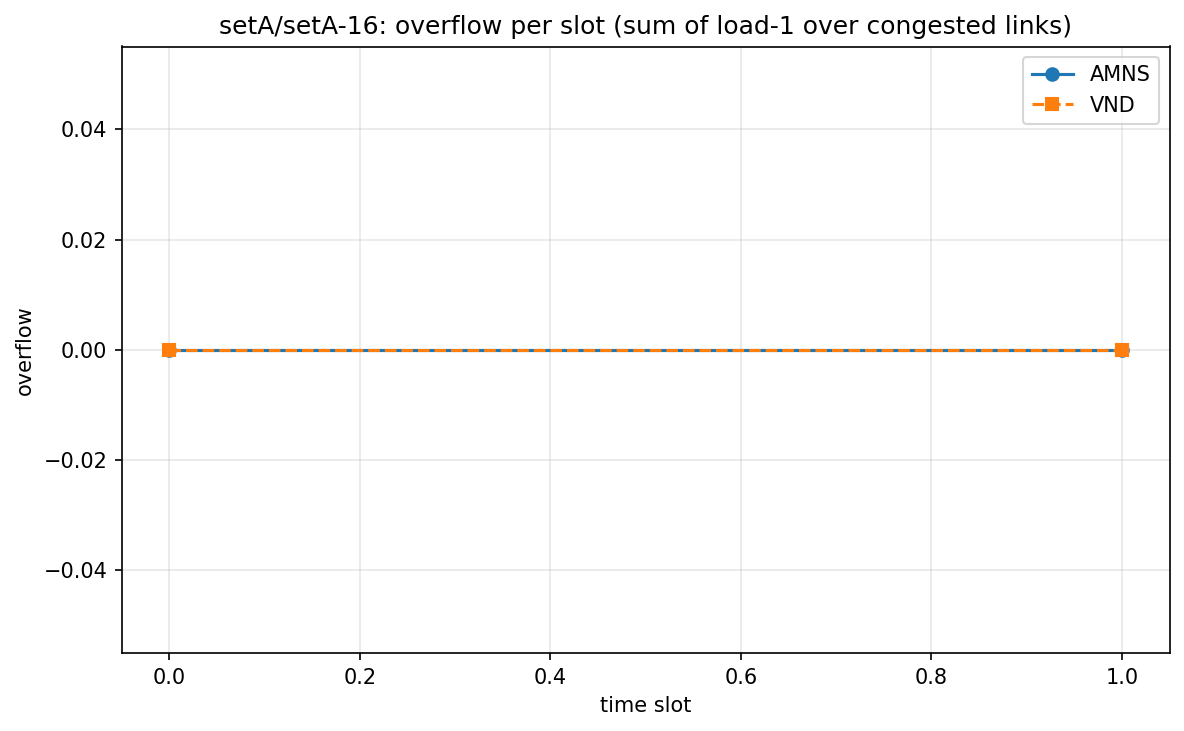 setA/setA-16: overflow per slot (sum of load-1 over congested links)
AMNS
VND
overflow
0.04
0.02
0.00
−0.02
−0.04
0.0
0.2
0.4
0.6
0.8
1.0
time slot